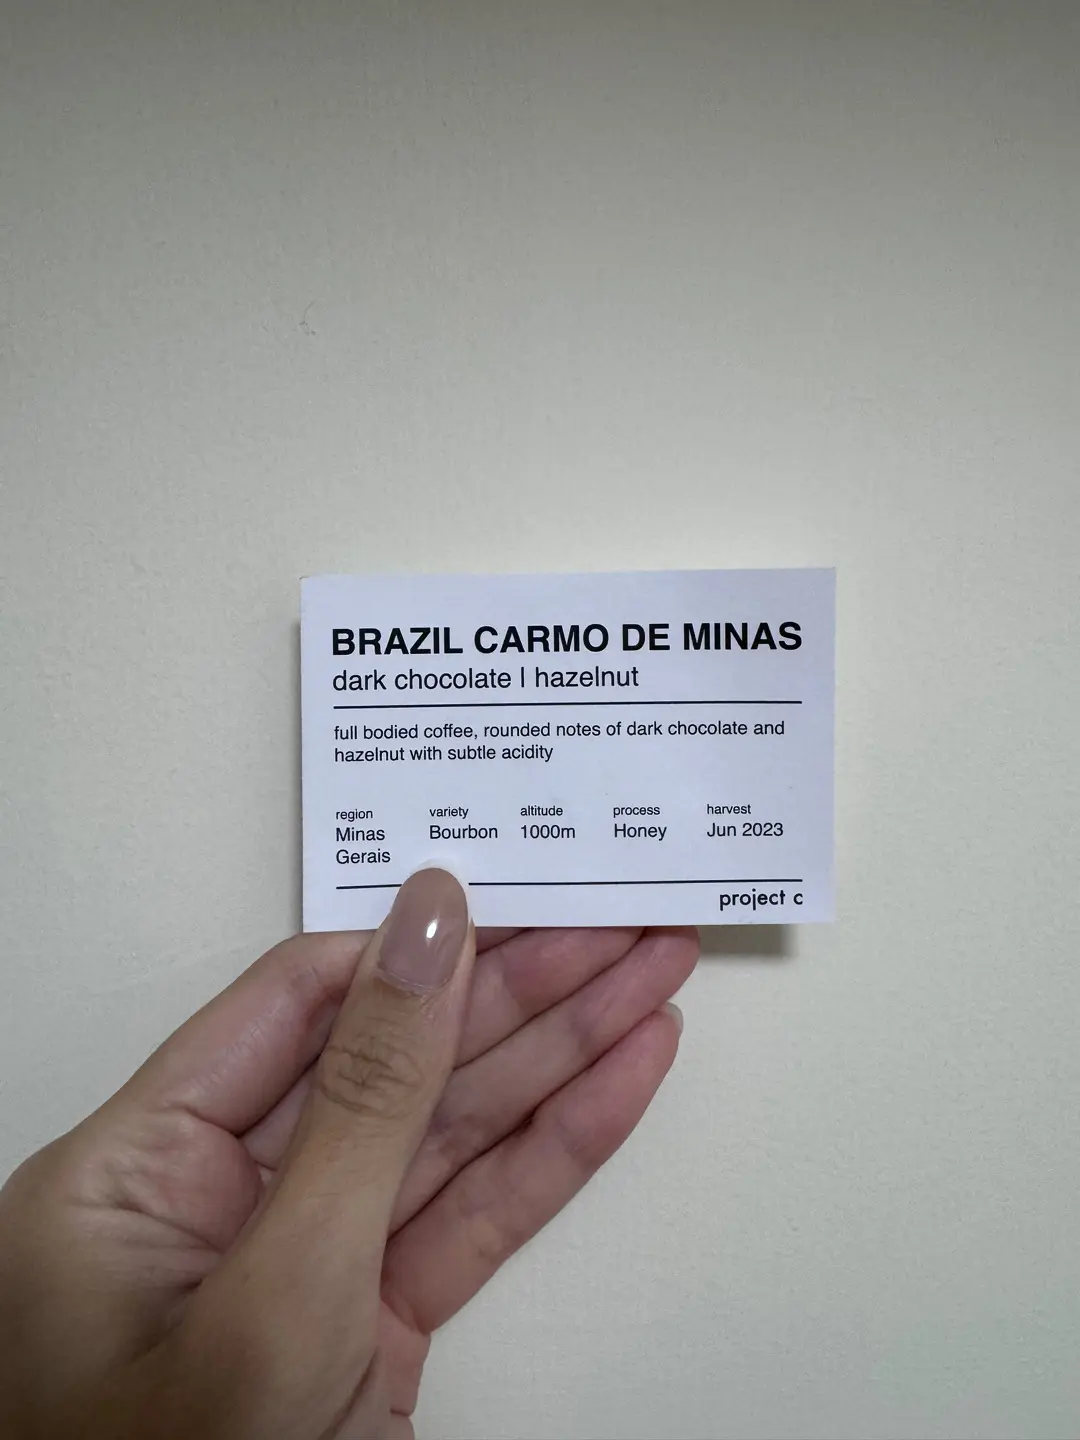 BRAZIL CARMO DE MINAS
dark chocolate | hazelnut
full bodied coffee, rounded notes of dark chocolate and
hazelnut with subtle acidity
region
Minas
Gerais
variety
Bourbon
altitude
1000m
process
Honey
harvest
Jun 2023
project c